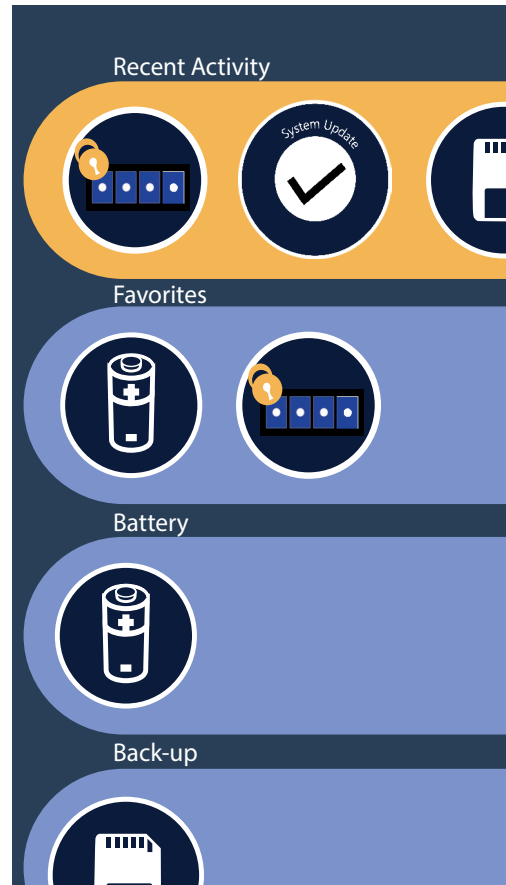 Recent Activity
System Update
Favorites
Battery
Back-up